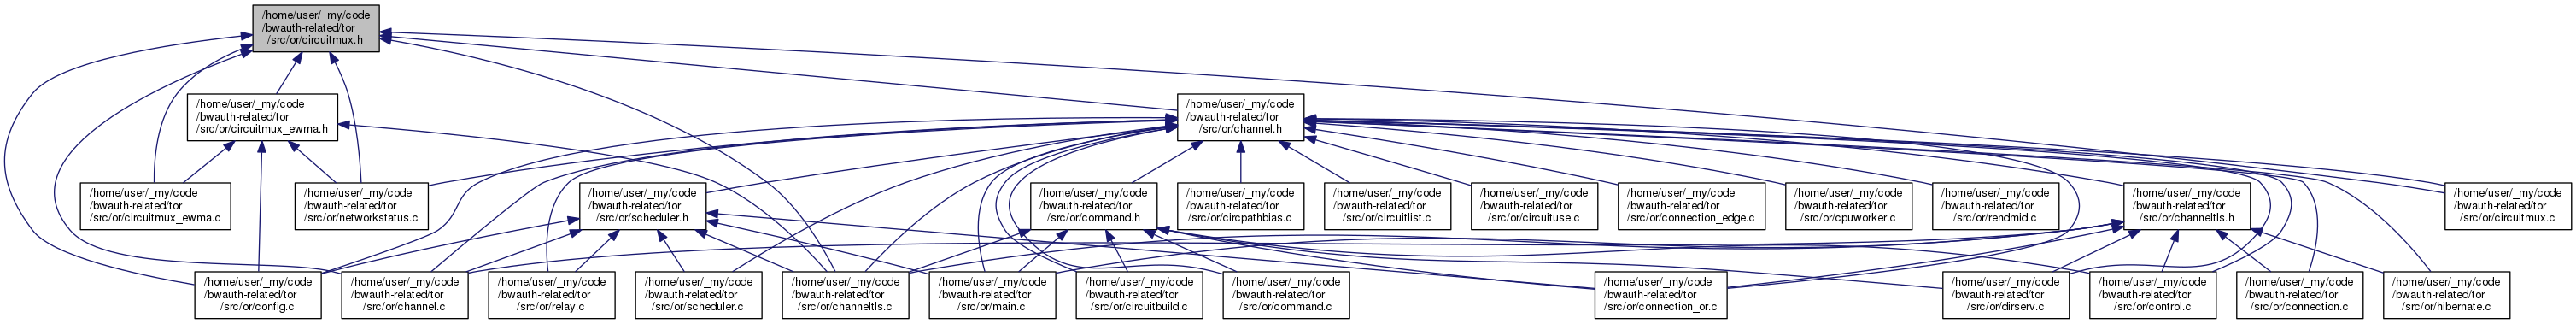 /home/user/_my/code
/bwauth-related/tor
/src/or/circuitmux.h
/home/user/_my/code
/bwauth-related/tor
/src/or/circuitmux_ewma.h
/home/user/_my/code
/bwauth-related/tor
/src/or/channel.h
/home/user/_my/code
/bwauth-related/tor
/src/or/circuitmux_ewma.c
/home/user/_my/code
/bwauth-related/tor
/src/or/networkstatus.c
/home/user/_my/code
/bwauth-related/tor
/src/or/scheduler.h
/home/user/_my/code
/bwauth-related/tor
/src/or/command.h
/home/user/_my/code
/bwauth-related/tor
/src/or/circpathbias.c
/home/user/_my/code
/bwauth-related/tor
/src/or/circuitlist.c
/home/user/_my/code
/bwauth-related/tor
/src/or/circuituse.c
/home/user/_my/code
/bwauth-related/tor
/src/or/connection_edge.c
/home/user/_my/code
/bwauth-related/tor
/src/or/cpuworker.c
/home/user/_my/code
/bwauth-related/tor
/src/or/rendmid.c
/home/user/_my/code
/bwauth-related/tor
/src/or/channeltls.h
/home/user/_my/code
/bwauth-related/tor
/src/or/circuitmux.c
/home/user/_my/code
/bwauth-related/tor
/src/or/config.c
/home/user/_my/code
/bwauth-related/tor
/src/or/channel.c
/home/user/_my/code
/bwauth-related/tor
/src/or/relay.c
/home/user/_my/code
/bwauth-related/tor
/src/or/scheduler.c
/home/user/_my/code
/bwauth-related/tor
/src/or/channeltls.c
/home/user/_my/code
/bwauth-related/tor
/src/or/main.c
/home/user/_my/code
/bwauth-related/tor
/src/or/circuitbuild.c
/home/user/_my/code
/bwauth-related/tor
/src/or/command.c
/home/user/_my/code
/bwauth-related/tor
/src/or/connection_or.c
/home/user/_my/code
/bwauth-related/tor
/src/or/dirserv.c
/home/user/_my/code
/bwauth-related/tor
/src/or/control.c
/home/user/_my/code
/bwauth-related/tor
/src/or/connection.c
/home/user/_my/code
/bwauth-related/tor
/src/or/hibernate.c